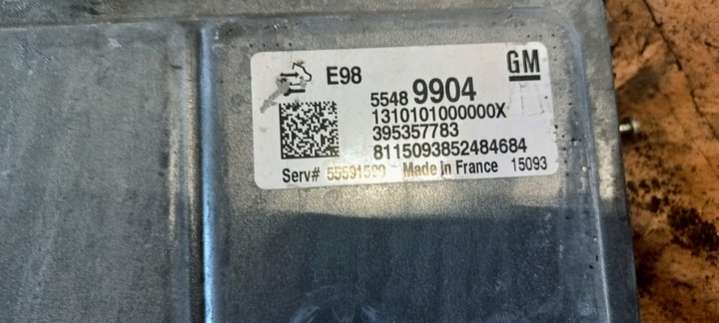 E98
GM
5548 9904
1310101000000X
395357783
8115093852484684
Serv# Made in France 15093